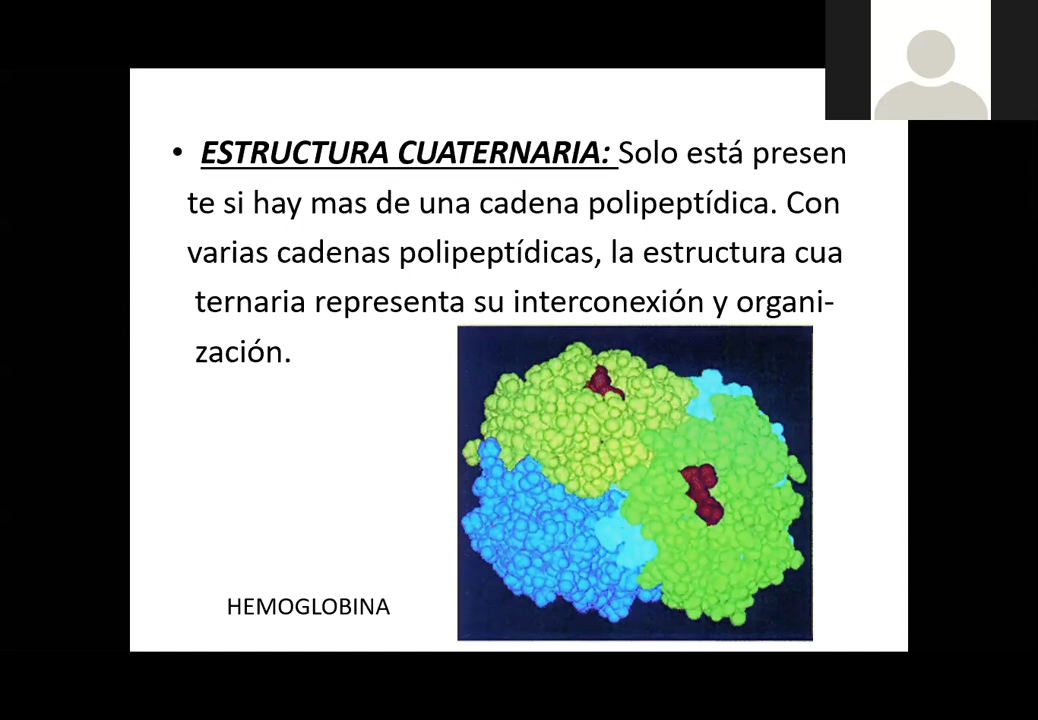 • ESTRUCTURA CUATERNARIA: Solo está presen
te si hay mas de una cadena polipeptídica. Con
varias cadenas polipeptídicas, la estructura cua
ternaria representa su interconexión y organi-
zación.
HEMOGLOBINA